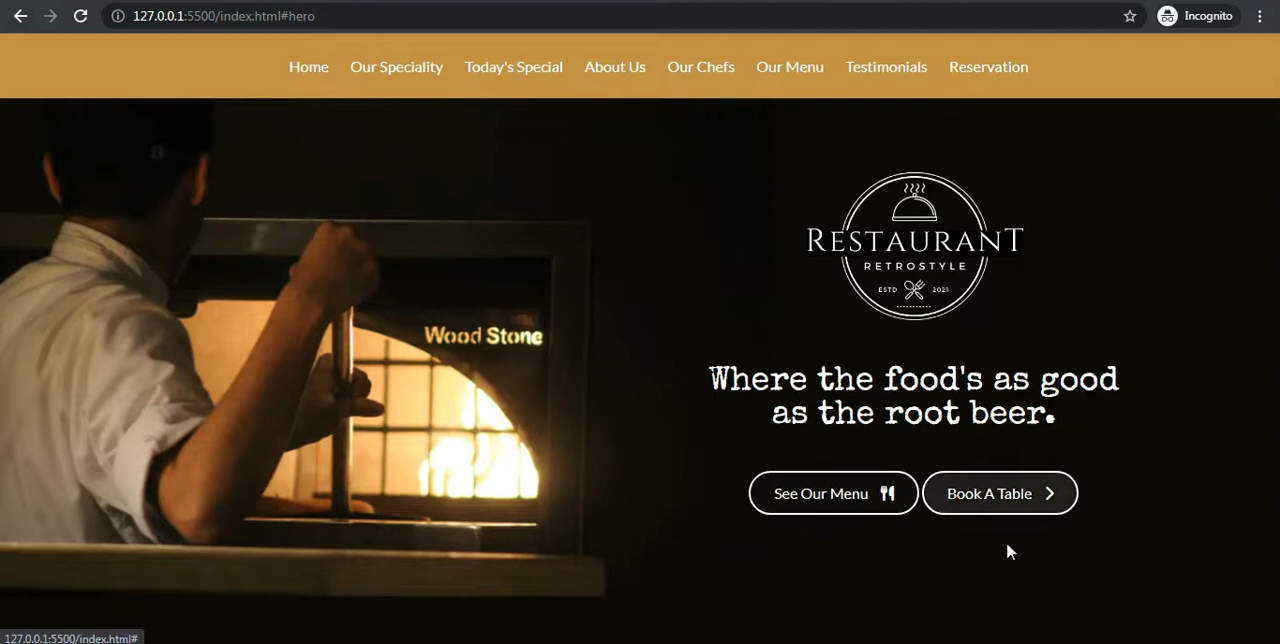 127.0.0.1:5500/index.html#hero
Incognito
Home Our Speciality Today's Special About Us Our Chefs Our Menu Testimonials Reservation
Wood Stone
RESTAURANT
RETROSTYLE
ESTD 2021
Where the food's as good
as the root beer.
See Our Menu Book A Table
127.0.0.1:5500/index.html#